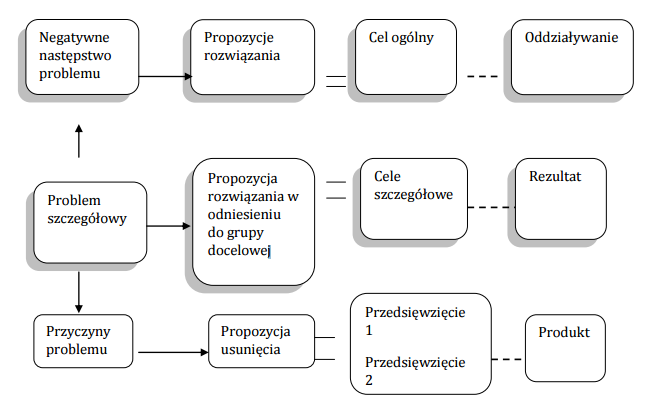 Negatywne
następstwo
problemu
Propozycje
rozwiązania
Cel ogólny
Oddziaływanie
Problem
szczegółowy
Propozycja
rozwiązania w
odniesieniu
do grupy
docelowej
Cele
szczegółowe
Rezultat
Przyczyny
problemu
Propozycja
usunięcia
Przedsięwzięcie
1
Przedsięwzięcie
2
Produkt